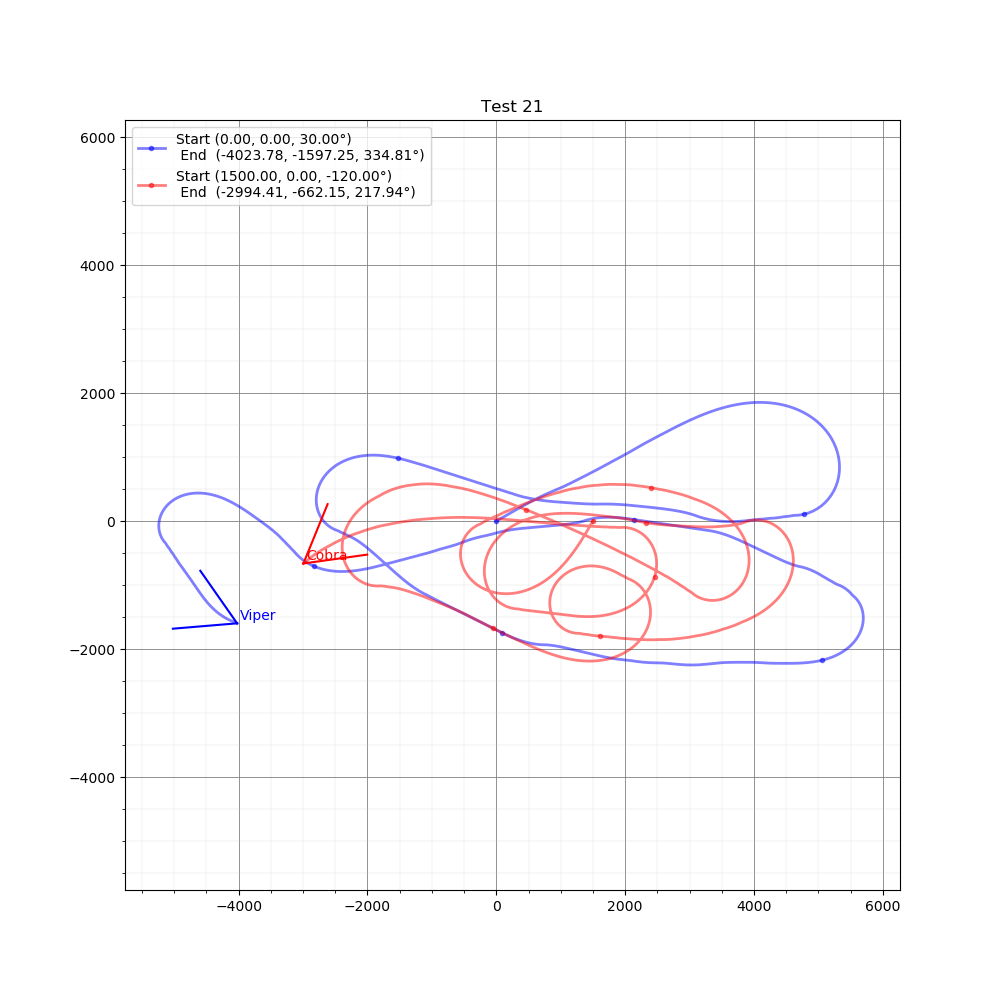 Test 21
Start (0.00, 0.00, 30.00°)
End  (-4023.78, -1597.25, 334.81°)
Start (1500.00, 0.00, -120.00°)
End  (-2994.41, -662.15, 217.94°)
6000
4000
2000
0
−2000
−4000
Cobra
Viper
−4000 −2000 0 2000 4000 6000